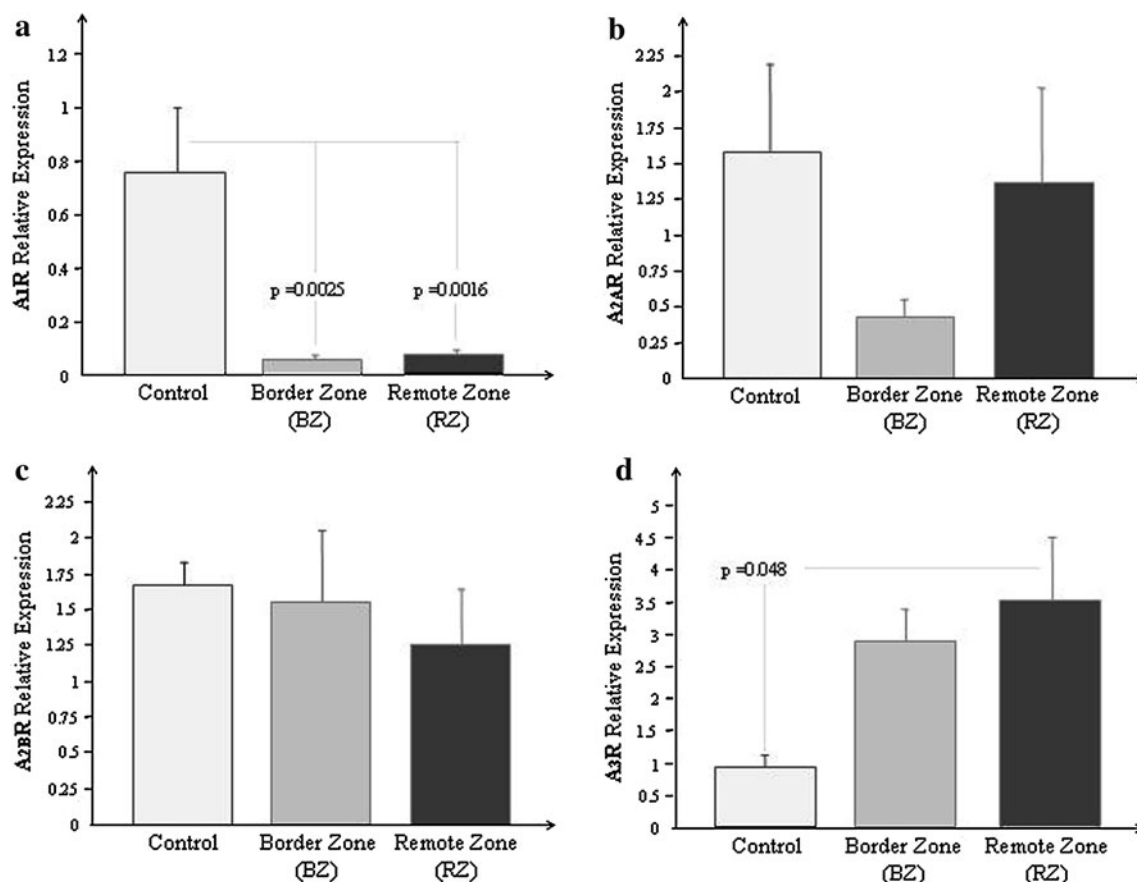 a
A1R Relative Expression
1.2
1
0.8
0.6
0.4
0.2
0
p =0.0025
p =0.0016
Control
Border Zone
(BZ)
Remote Zone
(RZ)
b
A2AR Relative Expression
2.25
2
1.75
1.5
1.25
1
0.75
0.5
0.25
0
Control
Border Zone
(BZ)
Remote Zone
(RZ)
c
A2BR Relative Expression
2.25
2
1.75
1.5
1.25
1
0.75
0.5
0.25
0
Control
Border Zone
(BZ)
Remote Zone
(RZ)
d
A3R Relative Expression
5
4.5
4
3.5
3
2.5
2
1.5
1
0.5
0
p =0.048
Control
Border Zone
(BZ)
Remote Zone
(RZ)